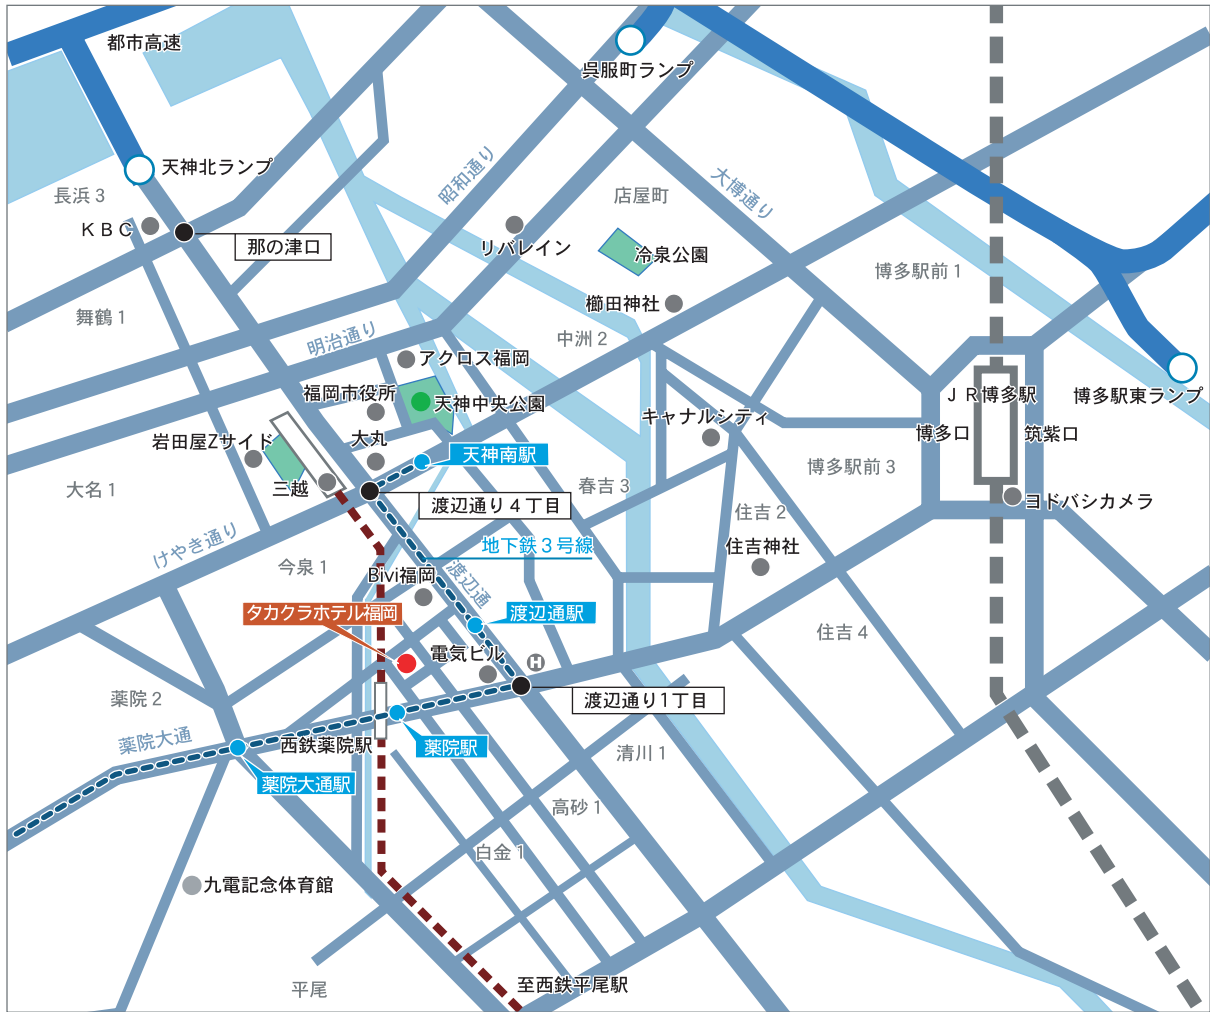 都市高速
呉服町ランプ
天神北ランプ
長浜3
KBC
那の津口
昭和通り
大博通り
店屋町
リバレイン
冷泉公園
博多駅前1
櫛田神社
舞鶴1
明治通り
中洲2
アクロス福岡
福岡市役所
天神中央公園
JR博多駅
博多駅東ランプ
キャナルシティ
博多口
筑紫口
岩田屋Zサイド
大丸
天神南駅
博多駅前3
大名1
三越
春吉3
渡辺通り4丁目
ヨドバシカメラ
住吉2
けやき通り
地下鉄3号線
住吉神社
今泉1
Bivi福岡
渡辺通
タカクラホテル福岡
渡辺通駅
住吉4
電気ビル
H
薬院2
渡辺通り1丁目
薬院大通
西鉄薬院駅
薬院駅
清川1
薬院大通駅
高砂1
白金1
九電記念体育館
平尾
至西鉄平尾駅